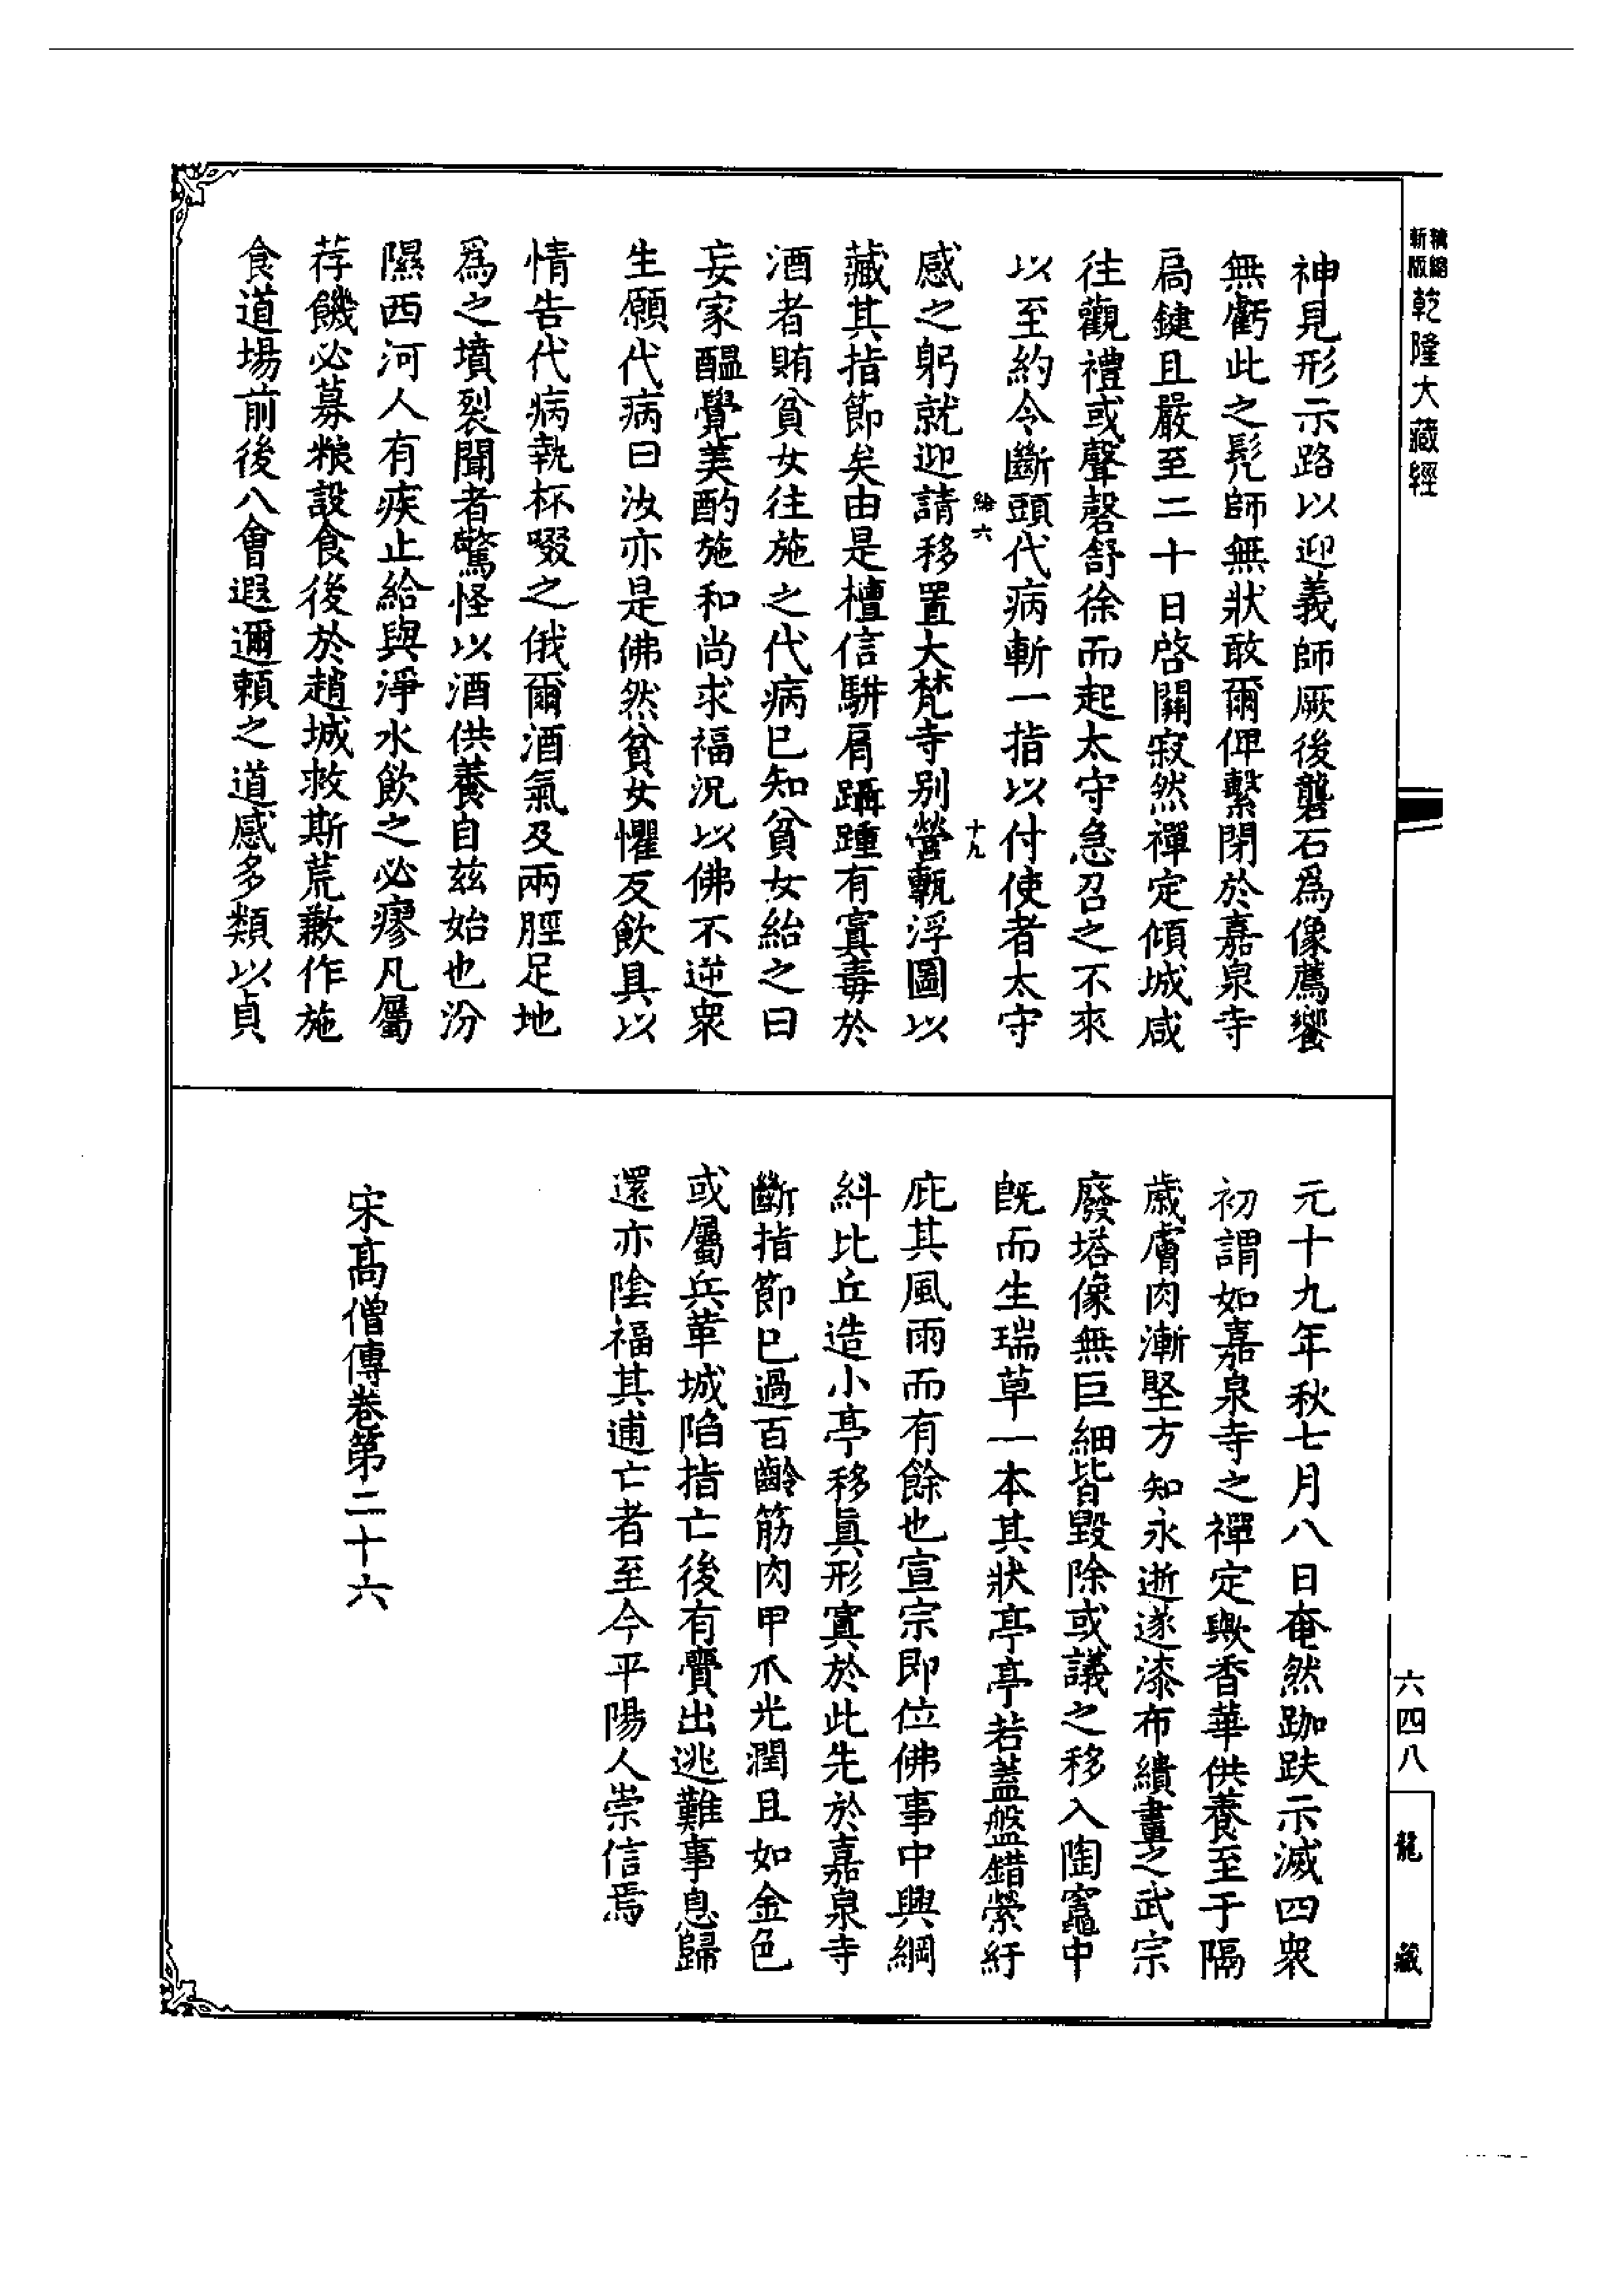 精縮
新版
乾隆大藏經
神見形示路以迎義師厥後礱石爲像薦饗
無虧此之髠師無狀敢爾俾繫閉於嘉泉寺
扃鍵且嚴至二十日啓關寂然禪定傾城咸
往觀禮或聲磬舒徐而起太守急召之不來
以至約令斷頭代病斬一指以付使者太守
給六
十九
感之躬就迎請移置大梵寺別營甎浮圖以
藏其指節矣由是檀信駢肩躡踵有寘毒於
酒者賄貧女往施之代病已知貧女紿之曰
妄家醞覺美酌施和尚求福況以佛不逆衆
生願代病曰汝亦是佛然貧女懼反飲具以
情告代病執杯啜之俄爾酒氣及兩脛足地
爲之墳裂聞者驚怪以酒供養自兹始也汾
隰西河人有疾止給與淨水飲之必瘳凡屬
荐饑必募粮設食後於趙城救斯荒歉作施
食道場前後八會遐邇賴之道感多類以貞
元十九年秋七月八日奄然跏趺示滅四衆
初謂如嘉泉寺之禪定歟香華供養至于隔
歲膚肉漸堅方知永逝遂漆布繢畫之武宗
廢塔像無巨細皆毀除或議之移入陶竈中
旣而生瑞草一本其狀亭亭若蓋盤錯縈紆
庇其風雨而有餘也宣宗即位佛事中興綱
糾比丘造小亭移眞形寘於此先於嘉泉寺
斷指節已過百齡筋肉甲爪光潤且如金色
或屬兵革城陷指亡後有賫出逃難事息歸
還亦陰福其逋亡者至今平陽人崇信焉
宋高僧傳卷第二十六
六四八
龍藏